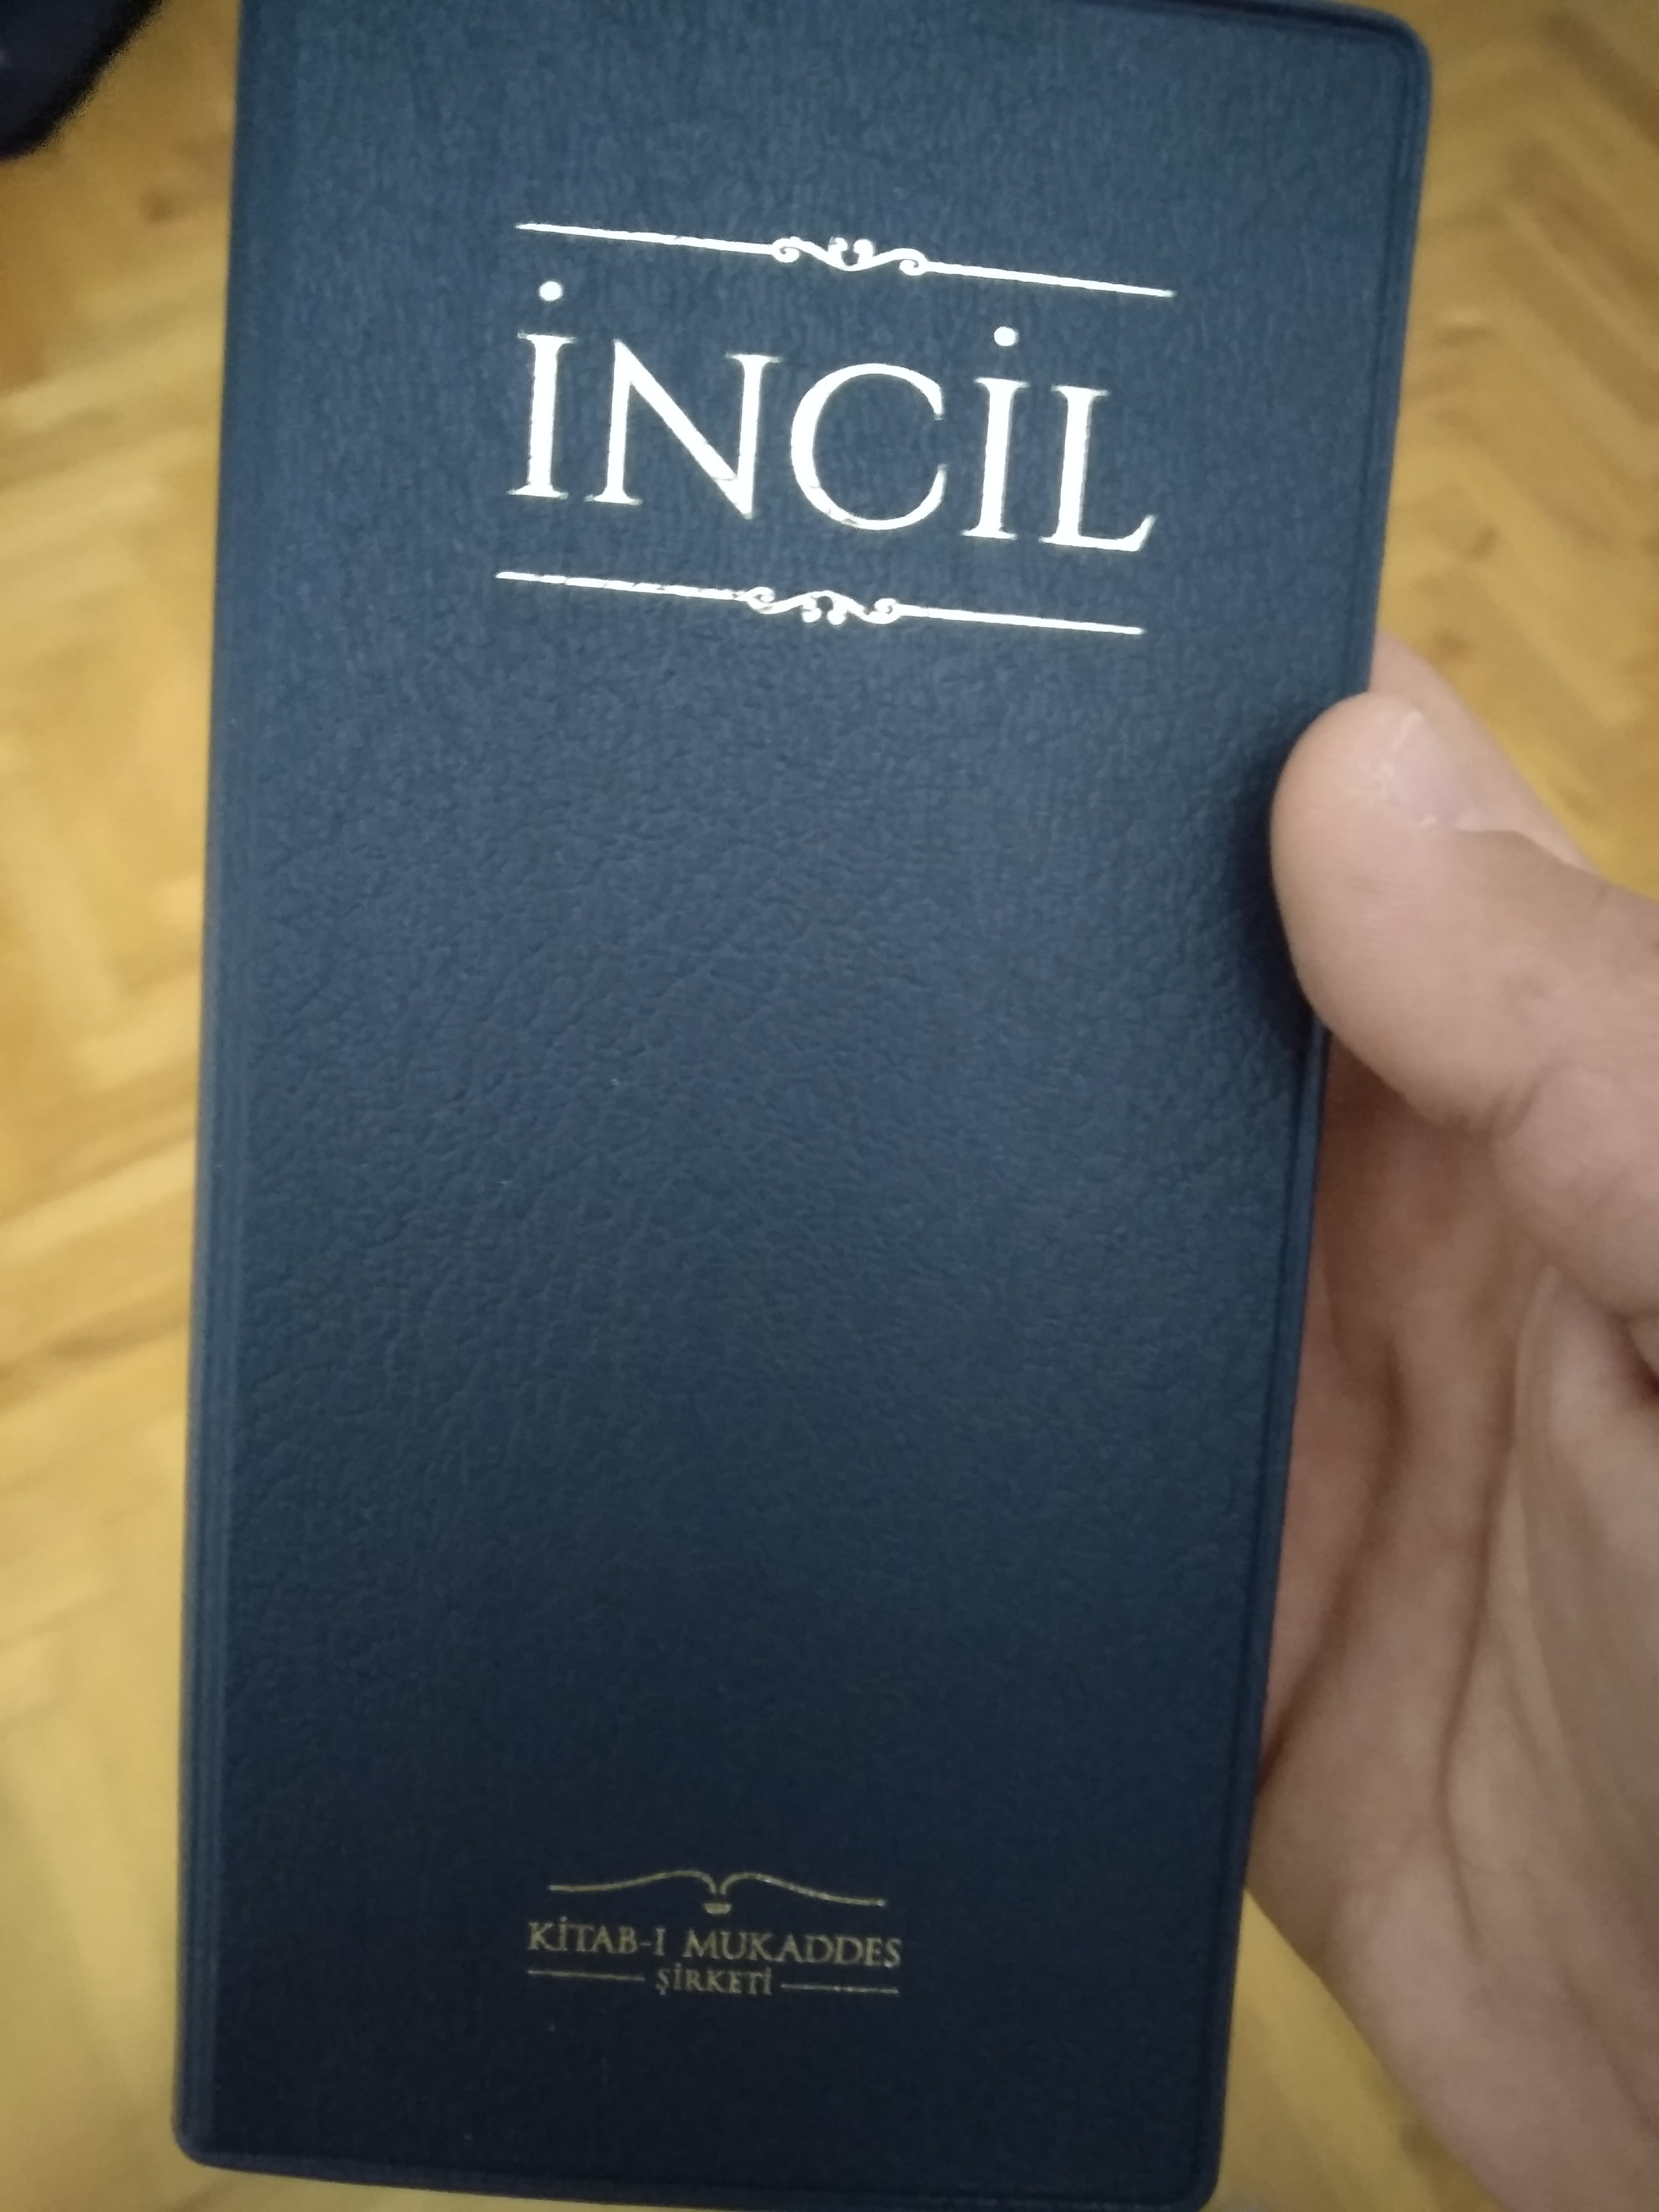 İNCİL
KİTAB-I MUKADDES
ŞİRKETİ